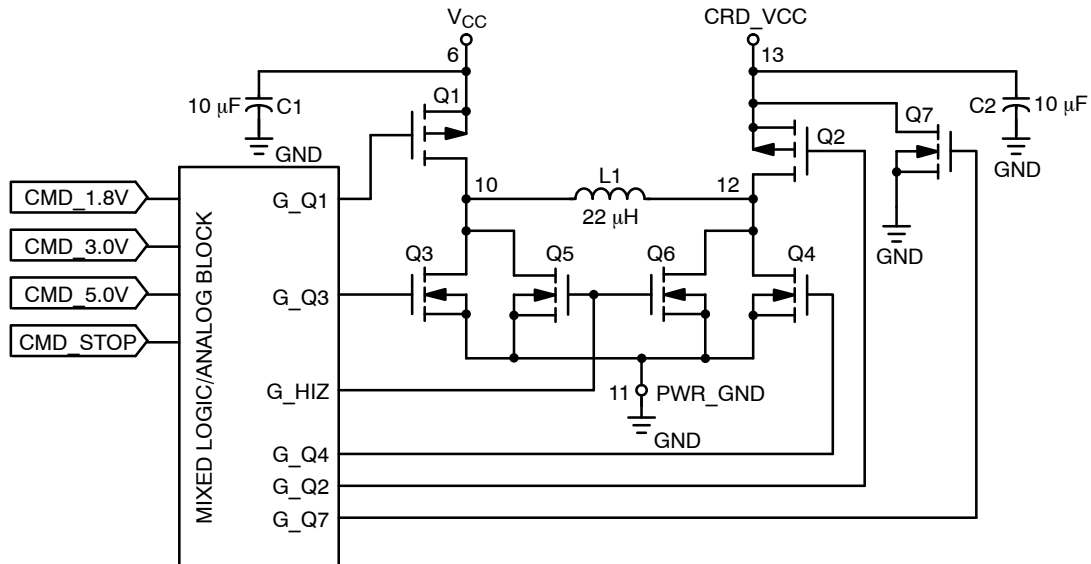 V_CC
CRD_VCC
6
13
Q1
Q7
10 μF
C1
C2
10 μF
Q2
GND
GND
L1
CMD_1.8V
G_Q1
10
12
22 μH
CMD_3.0V
GND
Q3
Q5
Q6
Q4
CMD_5.0V
G_Q3
CMD_STOP
MIXED LOGIC/ANALOG BLOCK
G_HIZ
11
PWR_GND
GND
G_Q4
G_Q2
G_Q7